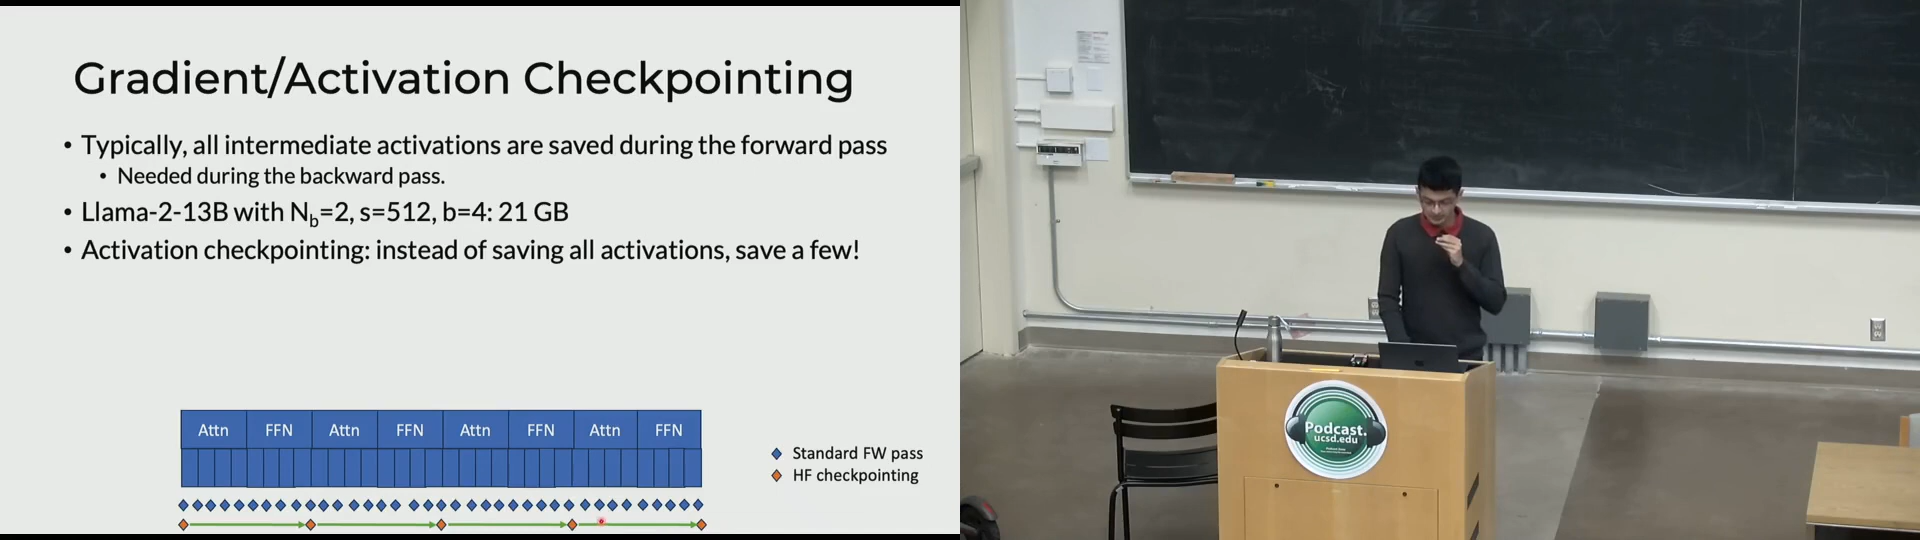 Gradient/Activation Checkpointing
• Typically, all intermediate activations are saved during the forward pass
• Needed during the backward pass.
• Llama-2-13B with Nb=2, s=512, b=4: 21 GB
• Activation checkpointing: instead of saving all activations, save a few!
Attn FFN Attn FFN Attn FFN Attn FFN
Standard FW pass
HF checkpointing
Podcast.
ucsd.edu